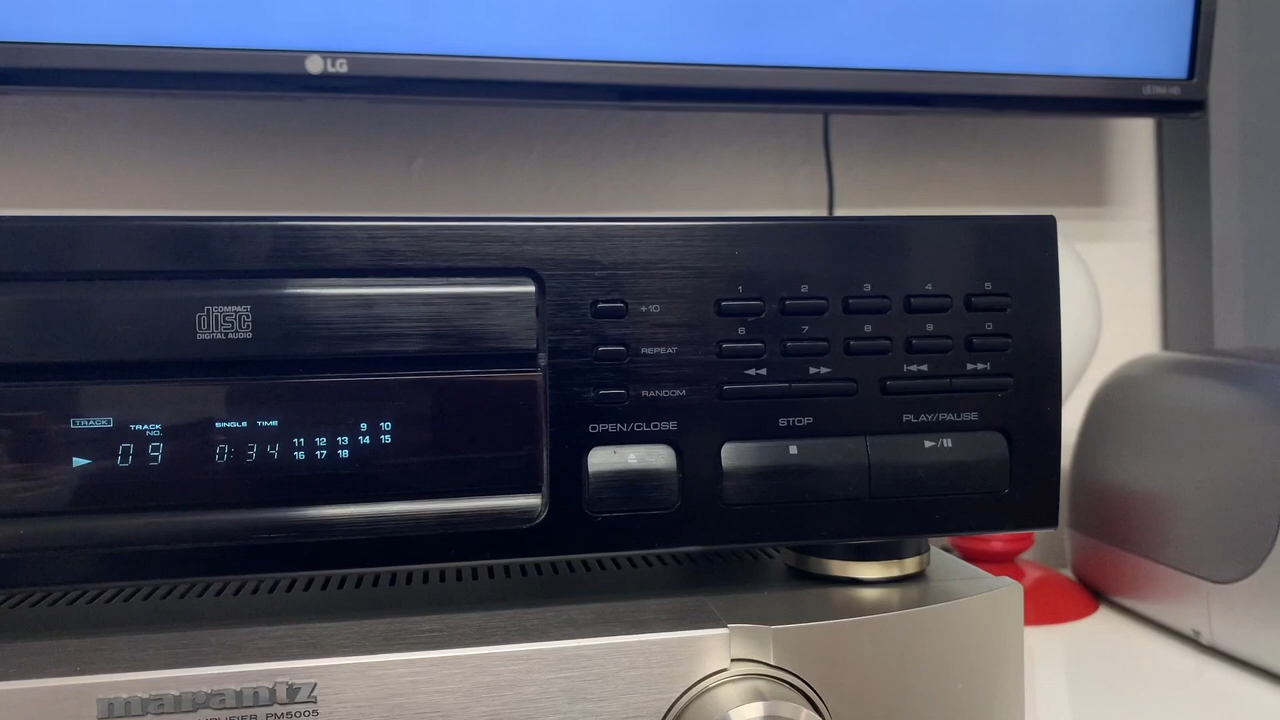 LG
ULTRA HD
COMPACT
disc
DIGITAL AUDIO
1 2 3 4 5
+10
6 7 8 9 0
REPEAT
RANDOM
TRACK
TRACK NO.
SINGLE TIME
09
0:34
9 10
11 12 13 14 15
16 17 18
OPEN/CLOSE
STOP
PLAY/PAUSE
marantz
PM5005